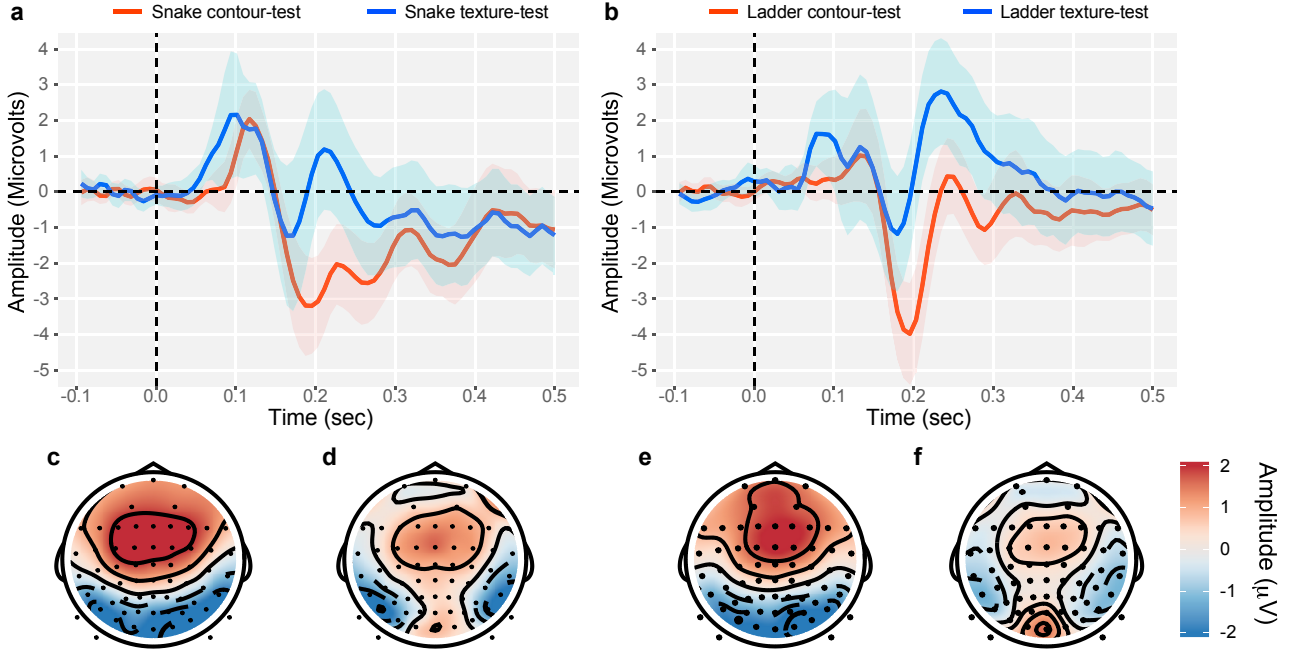 a
Snake contour-test
Snake texture-test
b
Ladder contour-test
Ladder texture-test
Amplitude (Microvolts)
4
3
2
1
0
-1
-2
-3
-4
-5
-0.1
0.0
0.1
0.2
0.3
0.4
0.5
Time (sec)
Amplitude (Microvolts)
4
3
2
1
0
-1
-2
-3
-4
-5
-0.1
0.0
0.1
0.2
0.3
0.4
0.5
Time (sec)
c
d
e
f
2
1
0
-1
-2
Amplitude (µV)